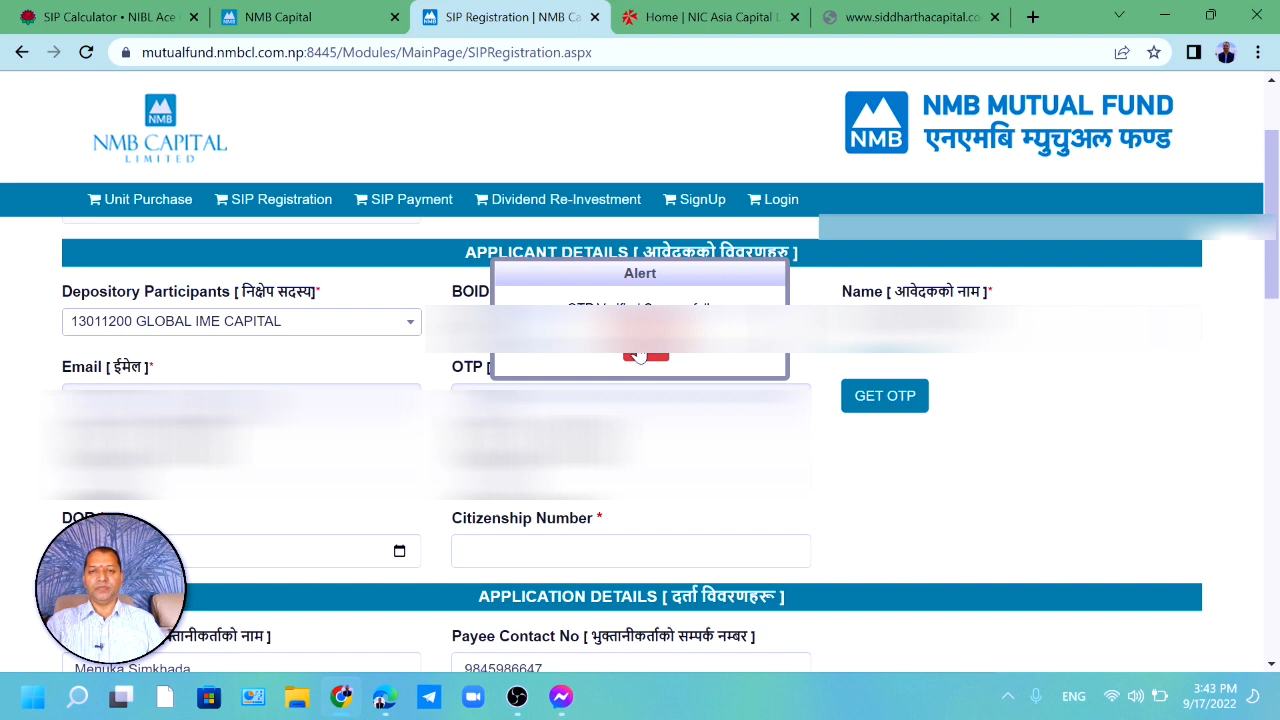 SIP Calculator • NIBL Ace
NMB Capital
SIP Registration | NMB Ca
Home | NIC Asia Capital L
www.siddharthacapital.co
mutualfund.nmbcl.com.np:8445/Modules/MainPage/SIPRegistration.aspx
NMB
NMB CAPITAL
LIMITED
NMB
NMB MUTUAL FUND
एनएमबि म्युचुअल फण्ड
Unit Purchase SIP Registration SIP Payment Dividend Re-Investment SignUp Login
APPLICANT DETAILS [ आवेदकको विवरणहरु ]
Alert
Depository Participants [ निक्षेप सदस्य]*
BOID
Name [ आवेदकको नाम ]*
13011200 GLOBAL IME CAPITAL
Email [ ईमेल ]*
OTP [
GET OTP
Citizenship Number *
APPLICATION DETAILS [ दर्ता विवरणहरू ]
नाम ]
Payee Contact No [ भुक्तानीकर्ताको सम्पर्क नम्बर ]
Menuka Simkhada
9845986647
ENG
3:43 PM
9/17/2022